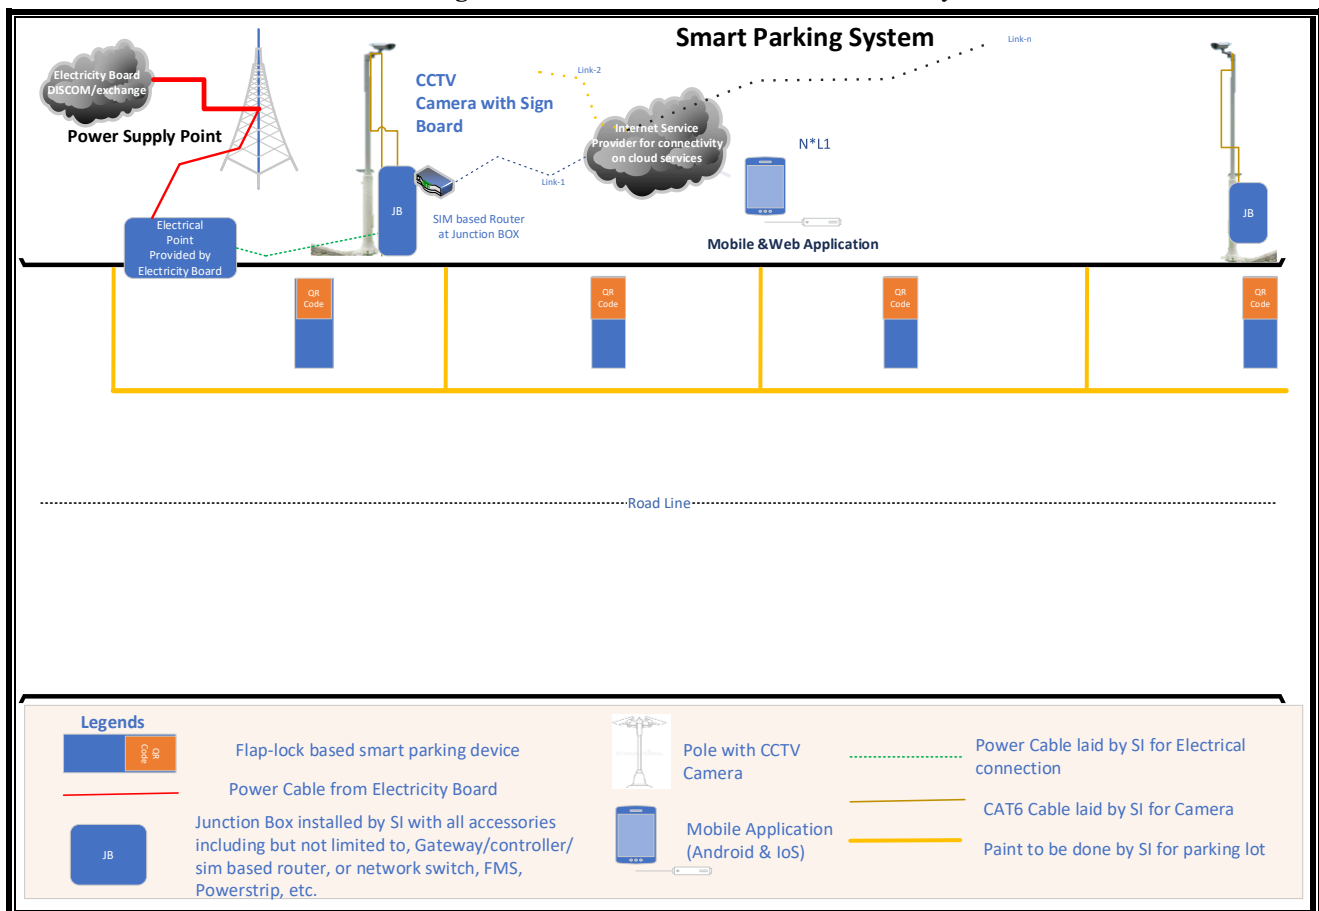 Smart Parking System
Link-n
Electricity Board
DISCOM/exchange
Power Supply Point
CCTV
Camera with Sign
Board
Link-2
Internet Service
Provider for connectivity
on cloud services
N*L1
Link-1
JB
SIM based Router
at Junction BOX
Mobile &Web Application
JB
Electrical
Point
Provided by
Electricity Board
QR
Code
QR
Code
QR
Code
QR
Code
Road Line
Legends
QR
Code
Flap-lock based smart parking device
Power Cable from Electricity Board
JB
Junction Box installed by SI with all accessories
including but not limited to, Gateway/controller/
sim based router, or network switch, FMS,
Powerstrip, etc.
Pole with CCTV
Camera
Mobile Application
(Android & IoS)
Power Cable laid by SI for Electrical
connection
CAT6 Cable laid by SI for Camera
Paint to be done by SI for parking lot